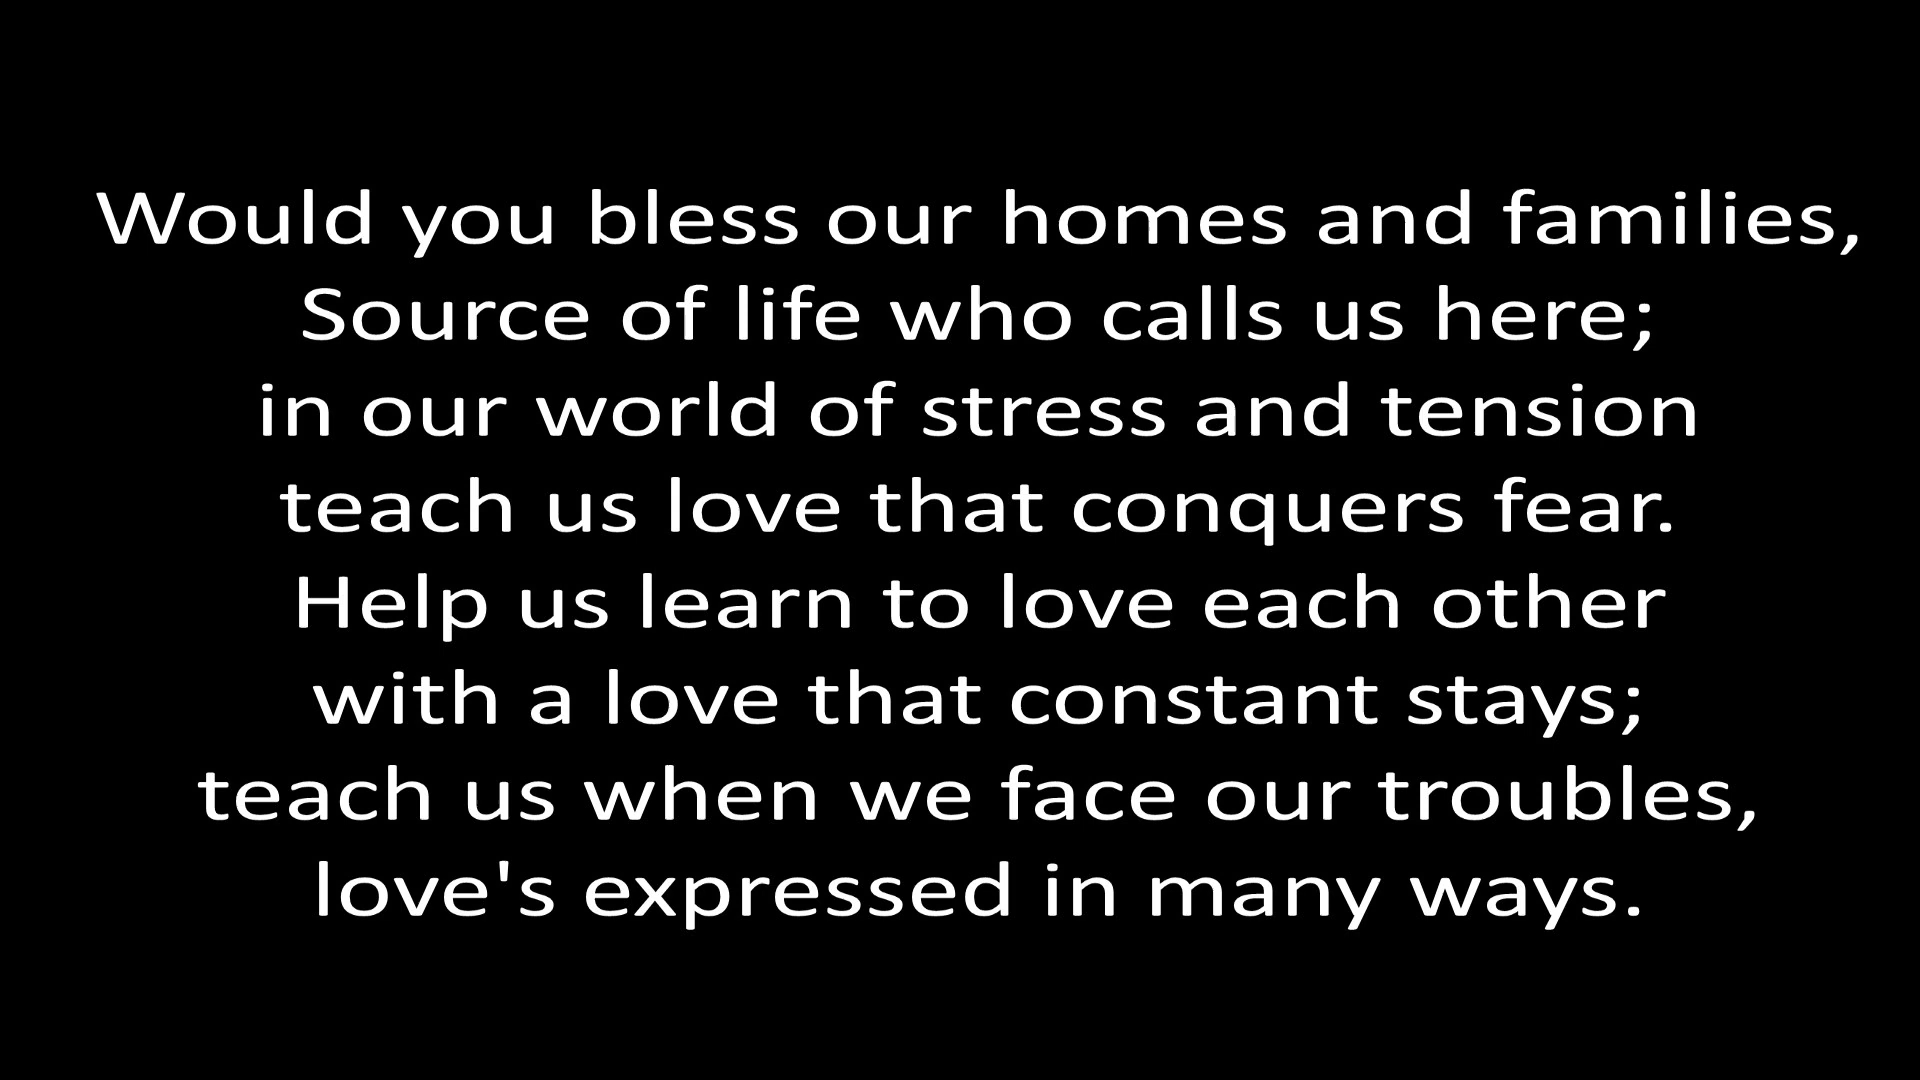 Would you bless our homes and families,
Source of life who calls us here;
in our world of stress and tension
teach us love that conquers fear.
Help us learn to love each other
with a love that constant stays;
teach us when we face our troubles,
love's expressed in many ways.